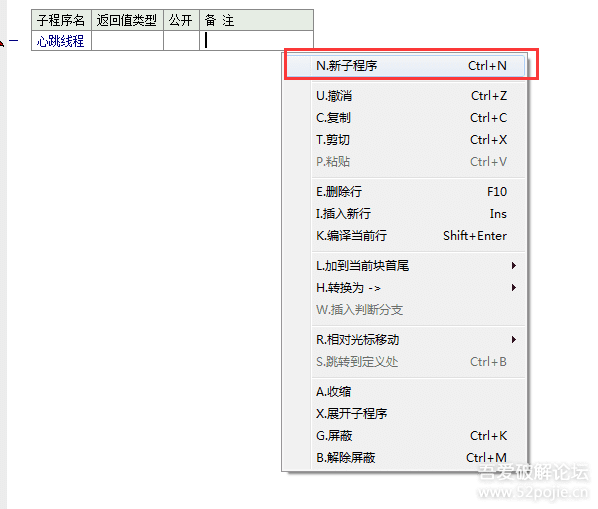 子程序名 返回值类型 公开 备 注
心跳线程
N.新子程序 Ctrl+N
U.撤消 Ctrl+Z
C.复制 Ctrl+C
T.剪切 Ctrl+X
P.粘贴 Ctrl+V
E.删除行 F10
I.插入新行 Ins
K.编译当前行 Shift+Enter
L.加到当前块首尾
H.转换为 ->
W.插入判断分支
R.相对光标移动
S.跳转到定义处 Ctrl+B
A.收缩
X.展开子程序
G.屏蔽 Ctrl+K
B.解除屏蔽 Ctrl+M
吾爱破解论坛
www.52pojie.cn